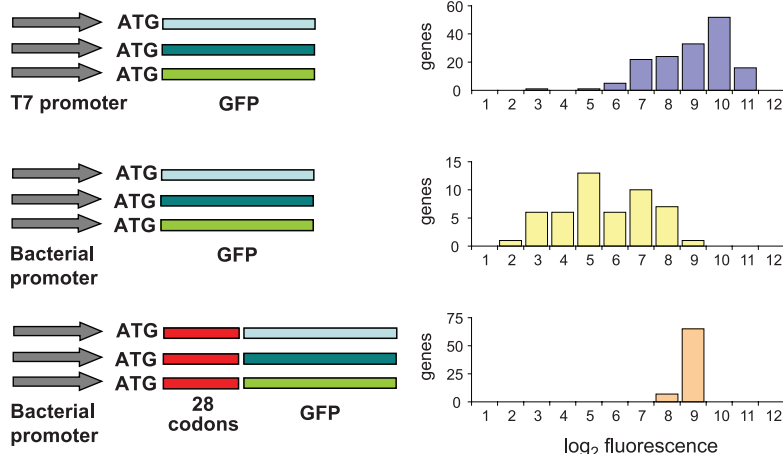 ATG
ATG
ATG
T7 promoter GFP
60
40
20
0
genes
1 2 3 4 5 6 7 8 9 10 11 12
ATG
ATG
ATG
Bacterial
promoter
GFP
15
10
5
0
genes
1 2 3 4 5 6 7 8 9 10 11 12
ATG
ATG
ATG
Bacterial
promoter
28
codons
GFP
75
50
25
0
genes
1 2 3 4 5 6 7 8 9 10 11 12
log2 fluorescence